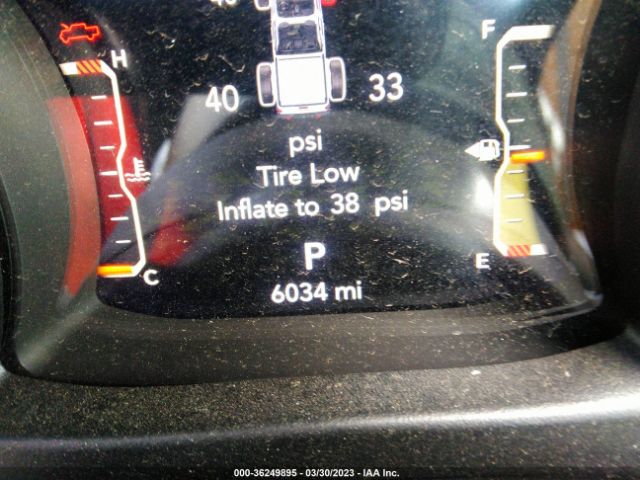 H
F
40
33
psi
Tire Low
Inflate to 38 psi
C
P
E
6034 mi
000-36249895 - 03/30/2023 - IAA Inc.